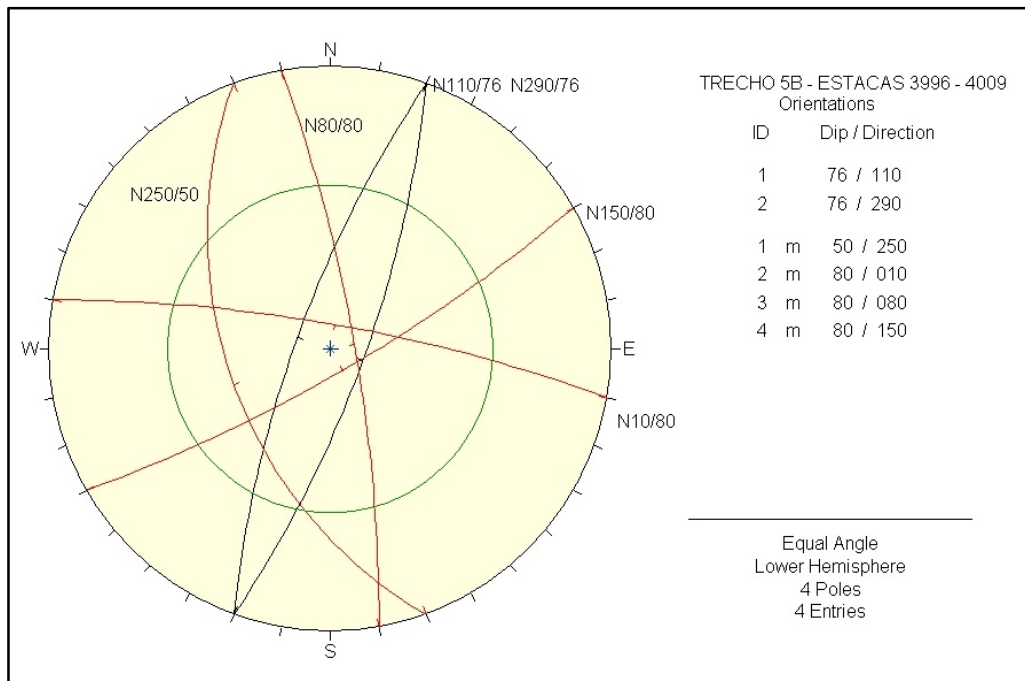 N
N110/76 N290/76
N80/80
N250/50
N150/80
W
E
N10/80
S
TRECHO 5B - ESTACAS 3996 - 4009
Orientations
ID Dip / Direction
1 76 / 110
2 76 / 290
1 m 50 / 250
2 m 80 / 010
3 m 80 / 080
4 m 80 / 150
Equal Angle
Lower Hemisphere
4 Poles
4 Entries